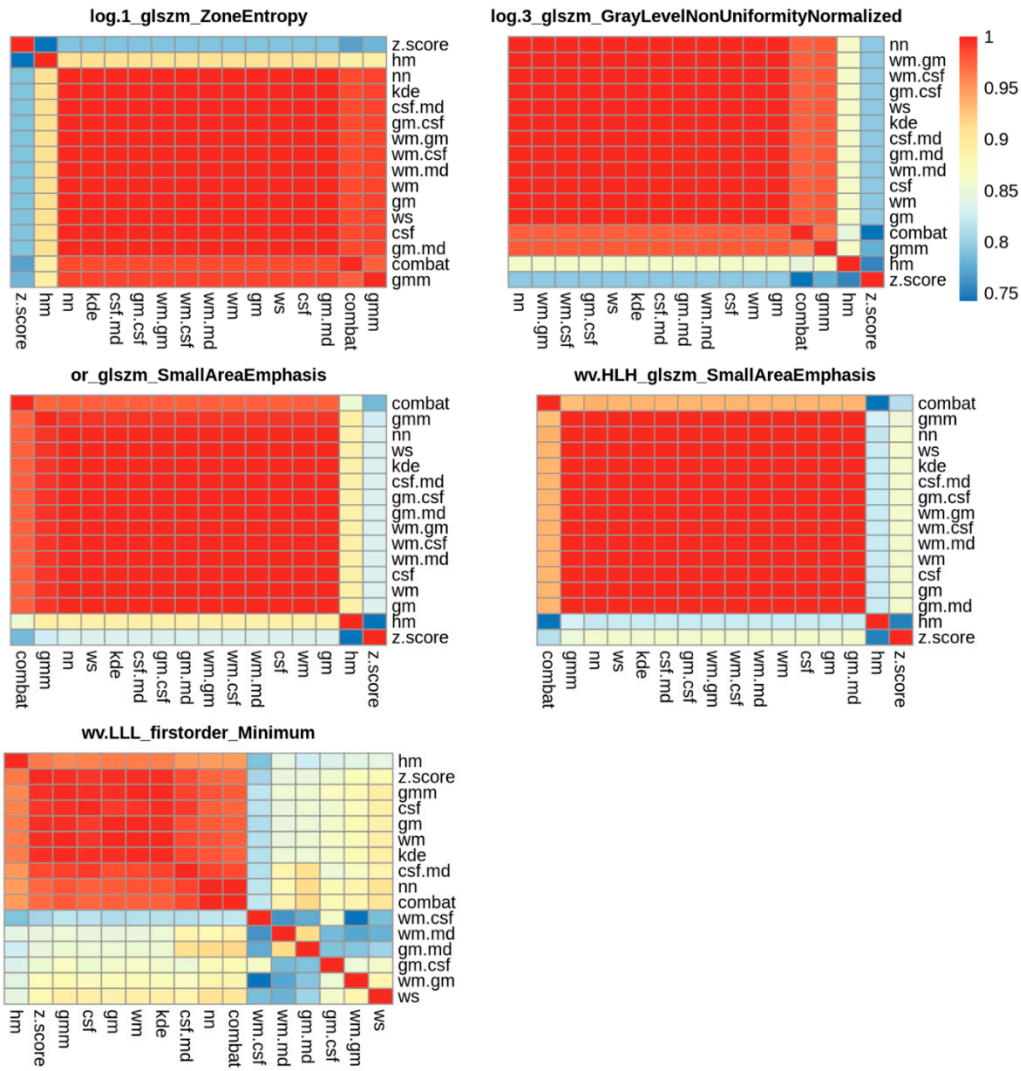 log.1_glszm_ZoneEntropy
z.score
hm
nn
kde
csf.md
gm.csf
wm.gm
wm.csf
wm.md
wm
gm
ws
csf
gm.md
combat
gmm
z.score
hm
nn
kde
csf.md
gm.csf
wm.gm
wm.csf
wm.md
wm
gm
ws
csf
gm.md
combat
gmm
log.3_glszm_GrayLevelNonUniformityNormalized
nn
wm.gm
wm.csf
gm.csf
ws
kde
csf.md
gm.md
wm.md
csf
wm
gm
combat
gmm
hm
z.score
nn
wm.gm
wm.csf
gm.csf
ws
kde
csf.md
gm.md
wm.md
csf
wm
gm
combat
gmm
hm
z.score
1
0.95
0.9
0.85
0.8
0.75
or_glszm_SmallAreaEmphasis
combat
gmm
nn
ws
kde
csf.md
gm.csf
gm.md
wm.gm
wm.csf
wm.md
csf
wm
gm
hm
z.score
combat
gmm
nn
ws
kde
csf.md
gm.csf
gm.md
wm.gm
wm.csf
wm.md
csf
wm
gm
hm
z.score
wv.HLH_glszm_SmallAreaEmphasis
combat
gmm
nn
ws
kde
csf.md
gm.csf
wm.gm
wm.csf
wm.md
wm
csf
gm
gm.md
hm
z.score
combat
gmm
nn
ws
kde
csf.md
gm.csf
wm.gm
wm.csf
wm.md
wm
csf
gm
gm.md
hm
z.score
wv.LLL_firstorder_Minimum
hm
z.score
gmm
csf
gm
wm
kde
csf.md
nn
combat
wm.csf
wm.md
gm.md
gm.csf
wm.gm
ws
hm
z.score
gmm
csf
gm
wm
kde
csf.md
nn
combat
wm.csf
wm.md
gm.md
gm.csf
wm.gm
ws